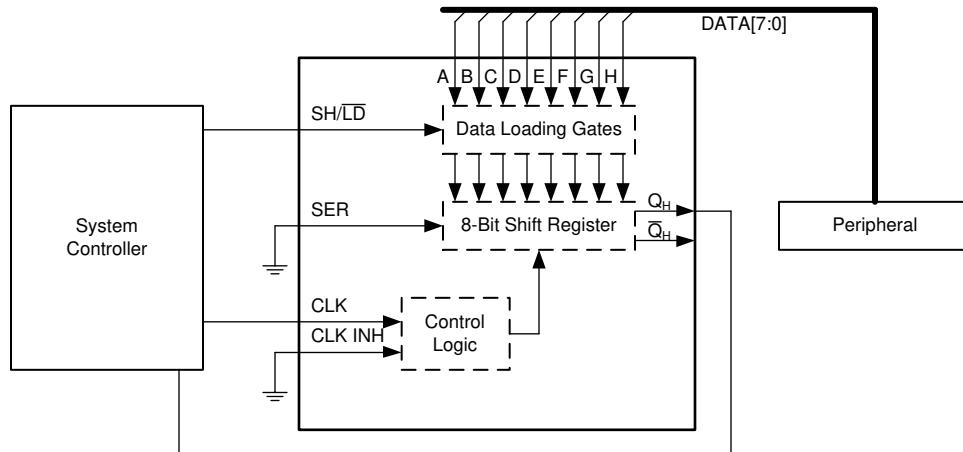 DATA[7:0]
A B C D E F G H
SH/L̅D̅
Data Loading Gates
System
Controller
SER
8-Bit Shift Register
Q_H
Q̅_H
Peripheral
CLK
CLK INH
Control
Logic